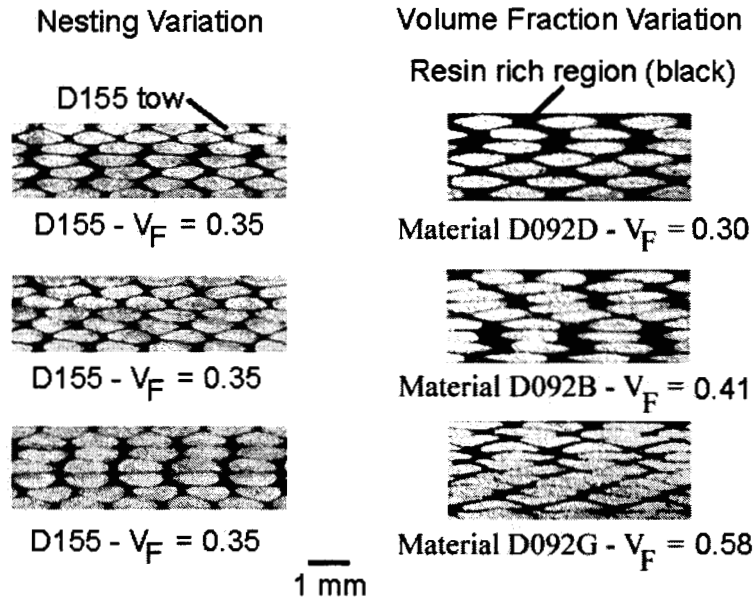 Nesting Variation
D155 tow
D155 - VF = 0.35
D155 - VF = 0.35
D155 - VF = 0.35
Volume Fraction Variation
Resin rich region (black)
Material D092D - VF = 0.30
Material D092B - VF = 0.41
Material D092G - VF = 0.58
1 mm